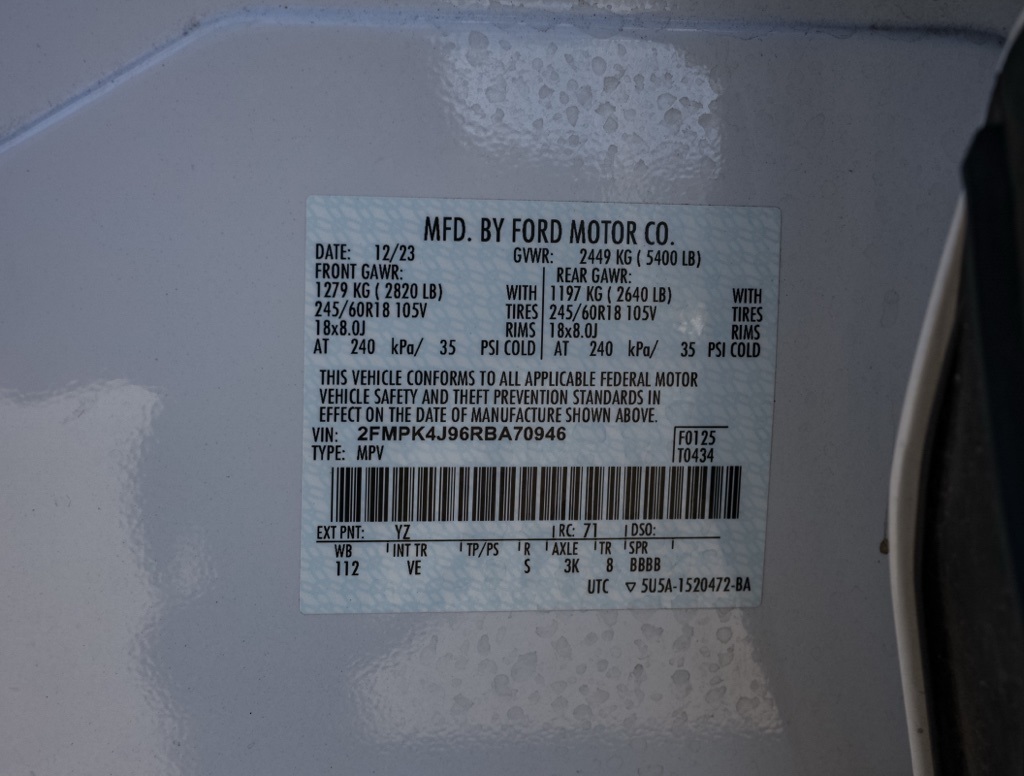 MFD. BY FORD MOTOR CO.
DATE: 12/23 GVWR: 2449 KG ( 5400 LB)
FRONT GAWR: REAR GAWR:
1279 KG ( 2820 LB) WITH 1197 KG ( 2640 LB) WITH
245/60R18 105V TIRES 245/60R18 105V TIRES
18x8.0J RIMS 18x8.0J RIMS
AT 240 kPa/ 35 PSI COLD AT 240 kPa/ 35 PSI COLD
THIS VEHICLE CONFORMS TO ALL APPLICABLE FEDERAL MOTOR
VEHICLE SAFETY AND THEFT PREVENTION STANDARDS IN
EFFECT ON THE DATE OF MANUFACTURE SHOWN ABOVE.
VIN: 2FMPK4J96RBA70946 F0125
TYPE: MPV T0434
EXT PNT: YZ RC: 71 DSO:
WB INT TR TP/PS R AXLE TR SPR
112 VE S 3K 8 BBBB
UTC ▽ 5U5A-1520472-BA